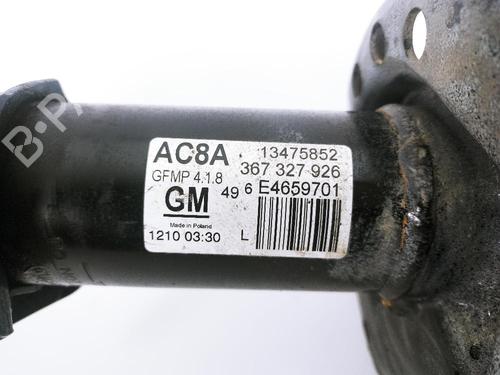 AC8A 13475852
GFMP 4.1.8 367 327 926
GM 49 6 E4659701
Made in Poland
1210 03:30 L
B-PA